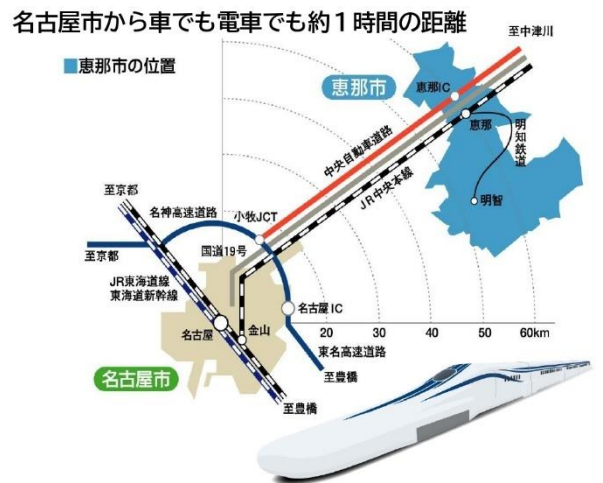 名古屋市から車でも電車でも約1時間の距離
至中津川
■恵那市の位置
恵那市
恵那IC
恵那
明知鉄道
中央自動車道路
JR中央本線
明智
至京都
名神高速道路
小牧JCT
至京都
国道19号
JR東海道線
東海道新幹線
名古屋IC
名古屋
金山
20 30 40 50 60km
東名高速道路
名古屋市
至豊橋
至豊橋